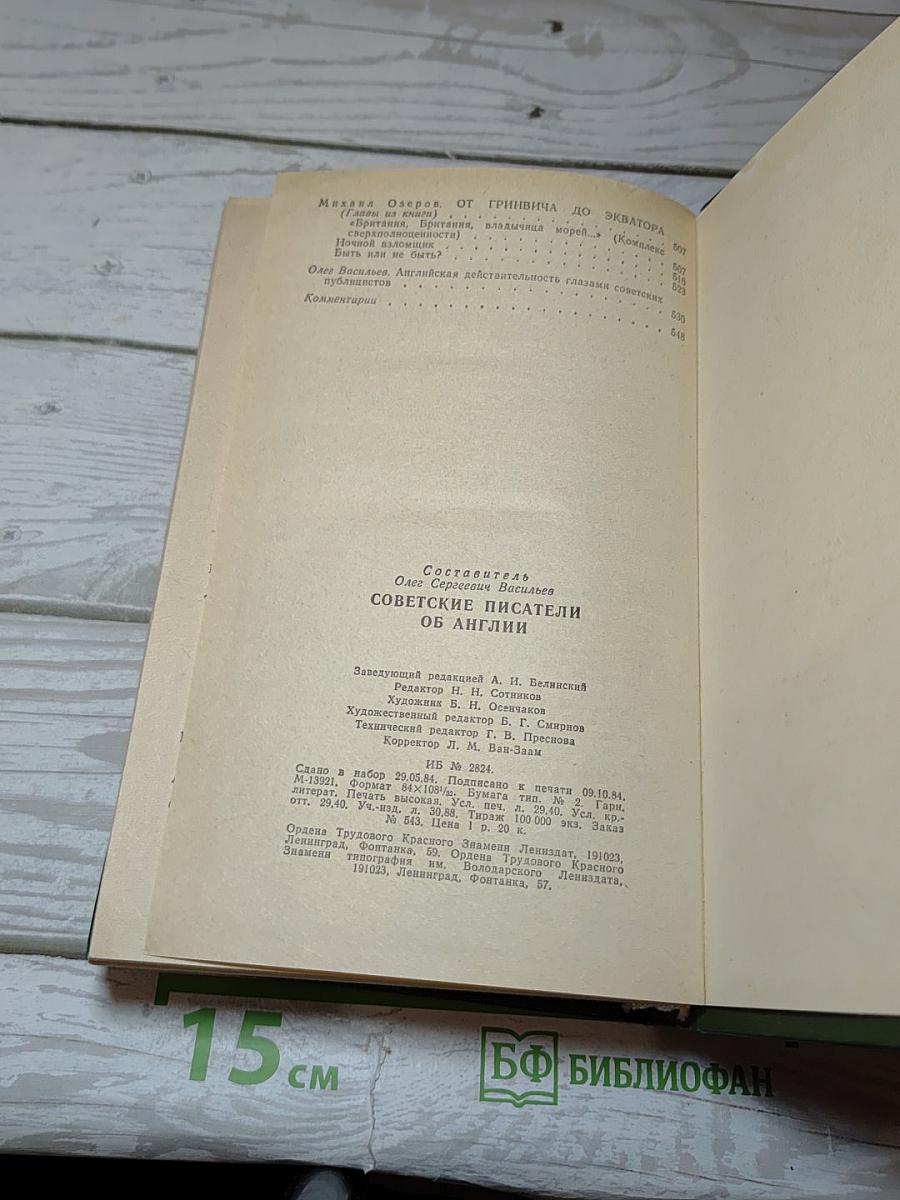 Михаил Озеров. ОТ ГРИНВИЧА ДО ЭКВАТОРА
(Главы из книги) . . . . . . . . . . . 507
«Британия, Британия, владычица морей...» (Комплекс
сверхполноценности) . . . . . . . . . . 507
Ночной взломщик . . . . . . . . . . . 516
Быть или не быть? . . . . . . . . . . . 523
Олег Васильев. Английская действительность глазами советских
публицистов . . . . . . . . . . . . . 530
Комментарии . . . . . . . . . . . . . 548
Составитель
Олег Сергеевич Васильев
СОВЕТСКИЕ ПИСАТЕЛИ
ОБ АНГЛИИ
Заведующий редакцией А. И. Белинский
Редактор Н. Н. Сотников
Художник Б. Н. Осенчаков
Художественный редактор Б. Г. Смирнов
Технический редактор Г. В. Преснова
Корректор Л. М. Ван-Заам
ИБ № 2824.
Сдано в набор 29.05.84. Подписано к печати 09.10.84.
М-13921. Формат 84×108¹/₃₂. Бумага тип. № 2. Гарн.
литерат. Печать высокая. Усл. печ. л. 29,40. Усл. кр.-
отт. 29,40. Уч.-изд. л. 30,88. Тираж 100 000 экз. Заказ
№ 543. Цена 1 р. 20 к.
Ордена Трудового Красного Знамени Лениздат, 191023,
Ленинград, Фонтанка, 59. Ордена Трудового Красного
Знамени типография им. Володарского Лениздата,
191023, Ленинград, Фонтанка, 57.
15 см
БФ БИБЛИОФАН